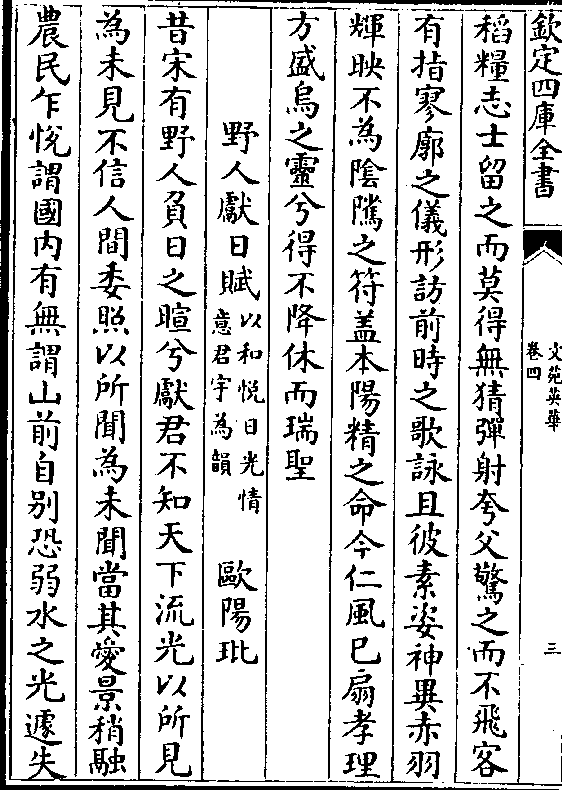 欽定四庫全書
文苑英華
卷四
三
稻糧志士留之而莫得無猜彈射夸父驚之而不飛客
有指寥廓之儀形訪前時之歌詠且彼素姿神異赤羽
輝映不為陰隲之符盖本陽精之命今仁風已扇孝理
方盛烏之靈兮得不降休而瑞聖
野人獻日賦 以和悅日光情
意君宇為韻 歐陽玭
昔宋有野人負日之暄兮獻君不知天下流光以所見
為未見不信人間委照以所聞為未聞當其愛景稍融
農民乍悅謂國內有無謂山前自別恐弱水之光遽失